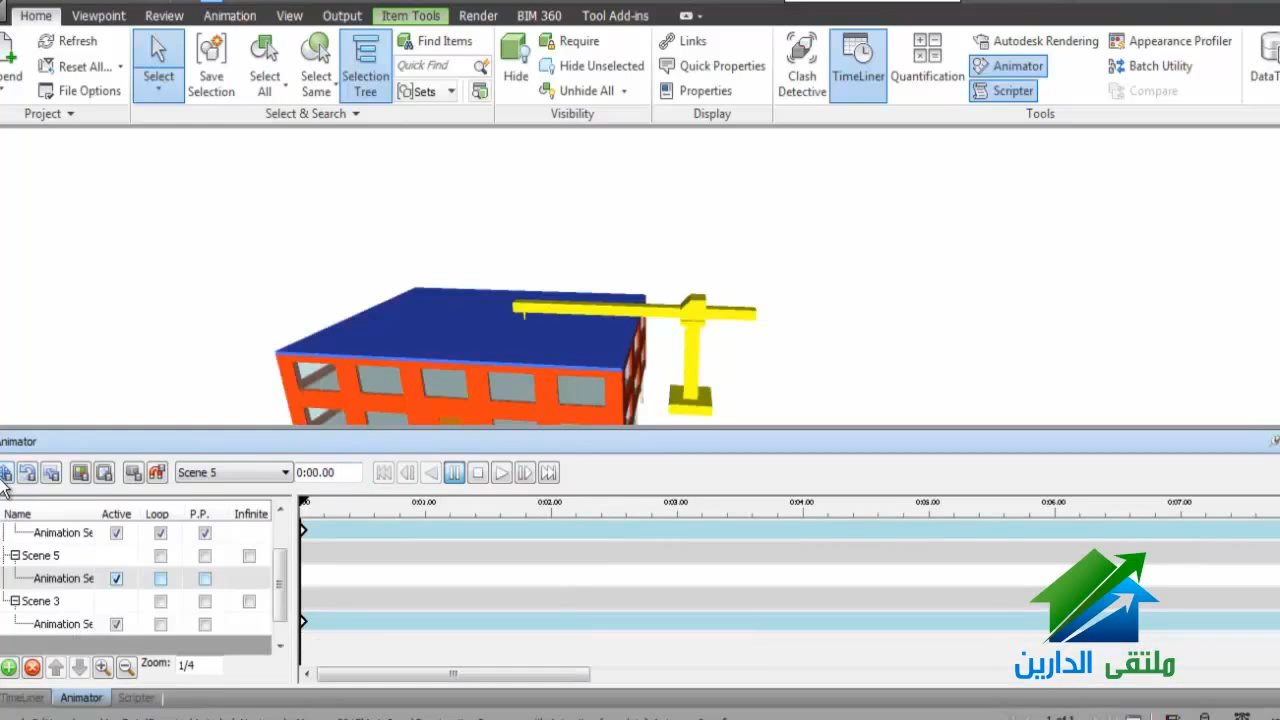 Home Viewpoint Review Animation View Output Item Tools Render BIM 360 Tool Add-ins
Refresh
Reset All...
File Options
Project
Select
Save Selection
Select All
Select Same
Selection Tree
Find Items
Quick Find
Sets
Select & Search
Hide
Require
Hide Unselected
Unhide All
Visibility
Links
Quick Properties
Properties
Display
Clash Detective
TimeLiner
Quantification
Autodesk Rendering
Animator
Scripter
Appearance Profiler
Batch Utility
Compare
Tools
Animator
Scene 5
0:00.00
Name Active Loop P.P. Infinite
0:01.00 0:02.00 0:03.00 0:04.00 0:05.00 0:06.00 0:07.00
Animation Se
Scene 5
Animation Se
Scene 3
Animation Se
Zoom: 1/4
TimeLiner Animator Scripter
ملتقى الدارين